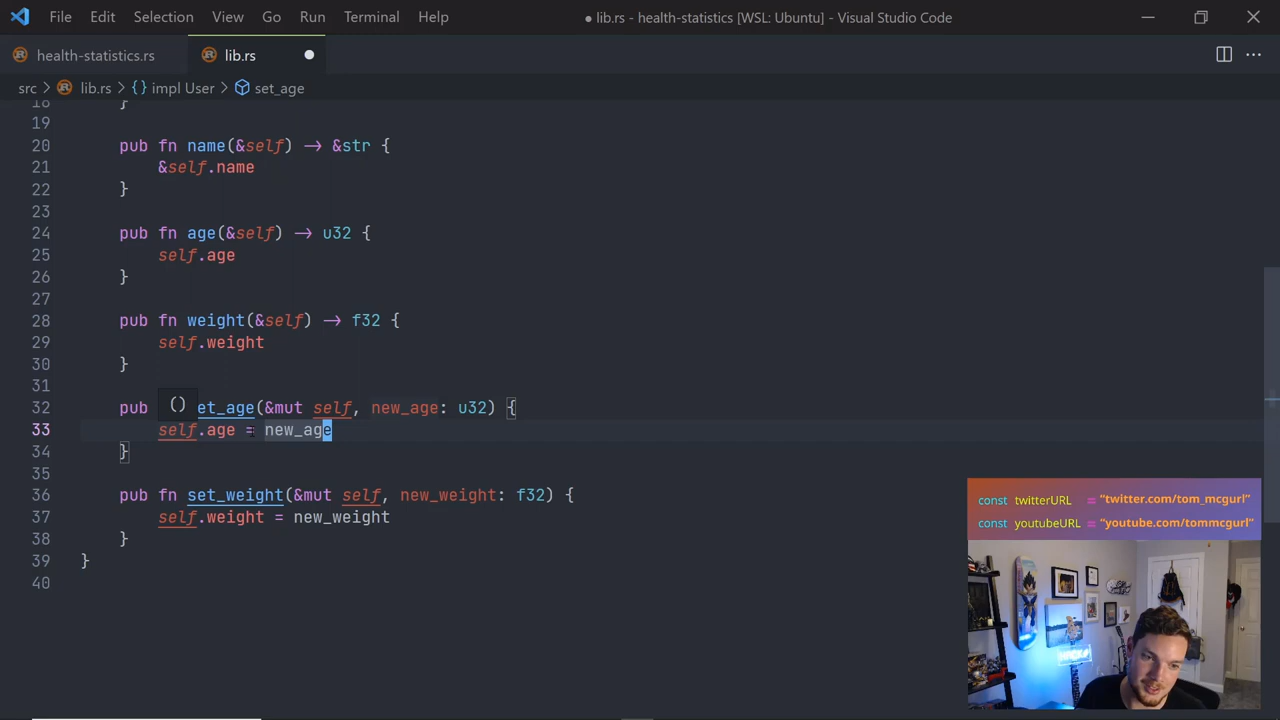 File Edit Selection View Go Run Terminal Help ● lib.rs - health-statistics [WSL: Ubuntu] - Visual Studio Code
health-statistics.rs lib.rs
src > lib.rs > {} impl User > set_age
18 }
19
20 pub fn name(&self) -> &str {
21 &self.name
22 }
23
24 pub fn age(&self) -> u32 {
25 self.age
26 }
27
28 pub fn weight(&self) -> f32 {
29 self.weight
30 }
31
32 pub () et_age(&mut self, new_age: u32) {
33 self.age = new_age
34 }
35
36 pub fn set_weight(&mut self, new_weight: f32) {
37 self.weight = new_weight
38 }
39 }
40
const twitterURL = "twitter.com/tom_mcgurl"
const youtubeURL = "youtube.com/tommcgurl"